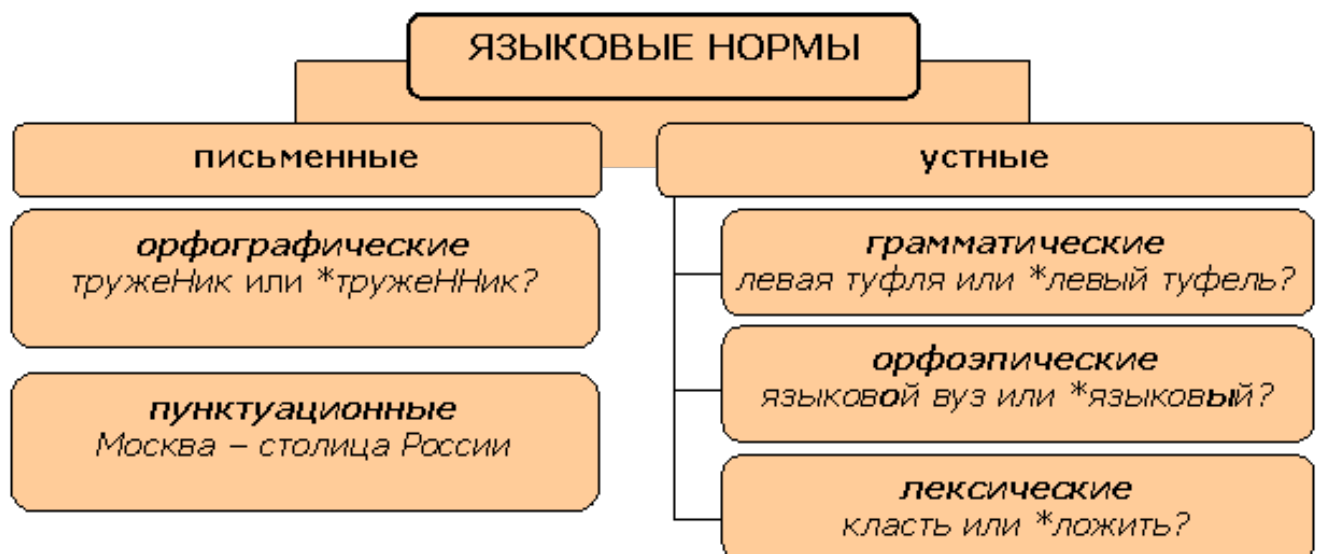 ЯЗЫКОВЫЕ НОРМЫ
письменные
орфографические
тружеНик или *тружеННик?
пунктуационные
Москва – столица России
устные
грамматические
левая туфля или *левый туфель?
орфоэпические
языковой вуз или *языковый?
лексические
класть или *ложить?